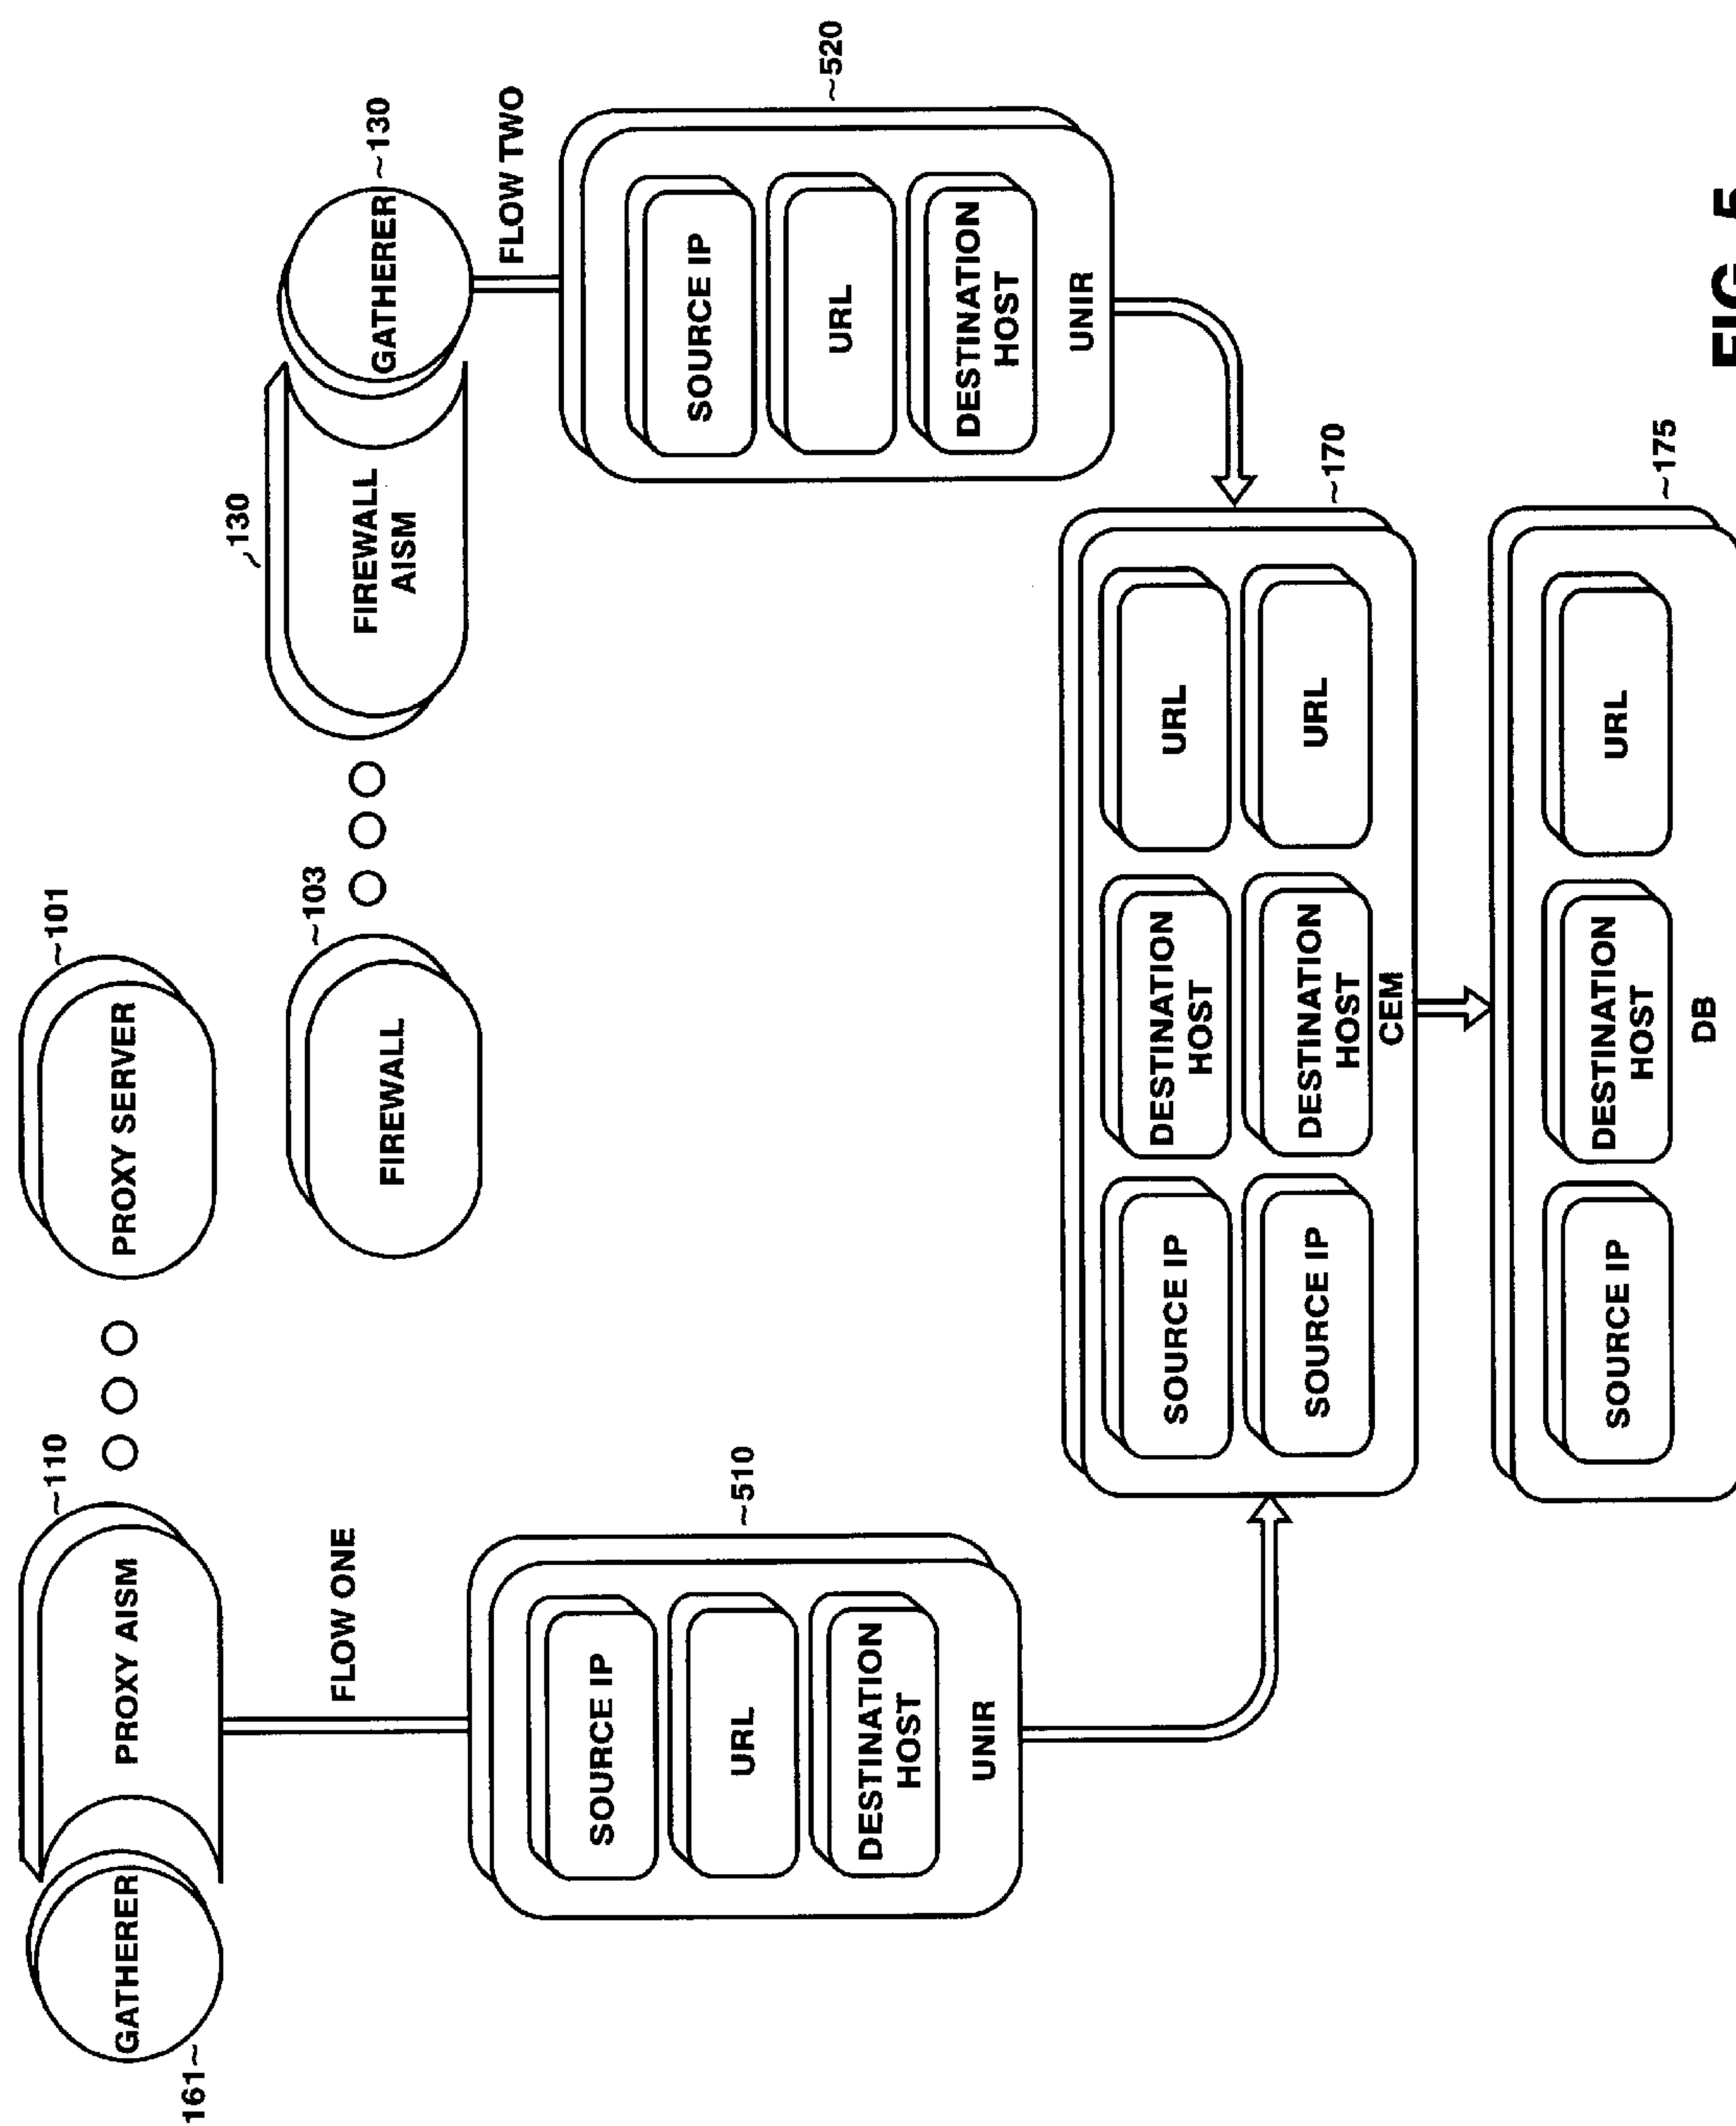 ~110
~101
GATHERER
PROXY AISM
PROXY SERVER
161~
~103
~130
FIREWALL
FIREWALL
AISM
GATHERER
~130
FLOW ONE
FLOW TWO
~510
SOURCE IP
URL
DESTINATION
HOST
UNIR
~520
SOURCE IP
URL
DESTINATION
HOST
UNIR
~170
SOURCE IP
DESTINATION
HOST
URL
SOURCE IP
DESTINATION
HOST
URL
CEM
~175
SOURCE IP
DESTINATION
HOST
URL
DB
FIG. 5